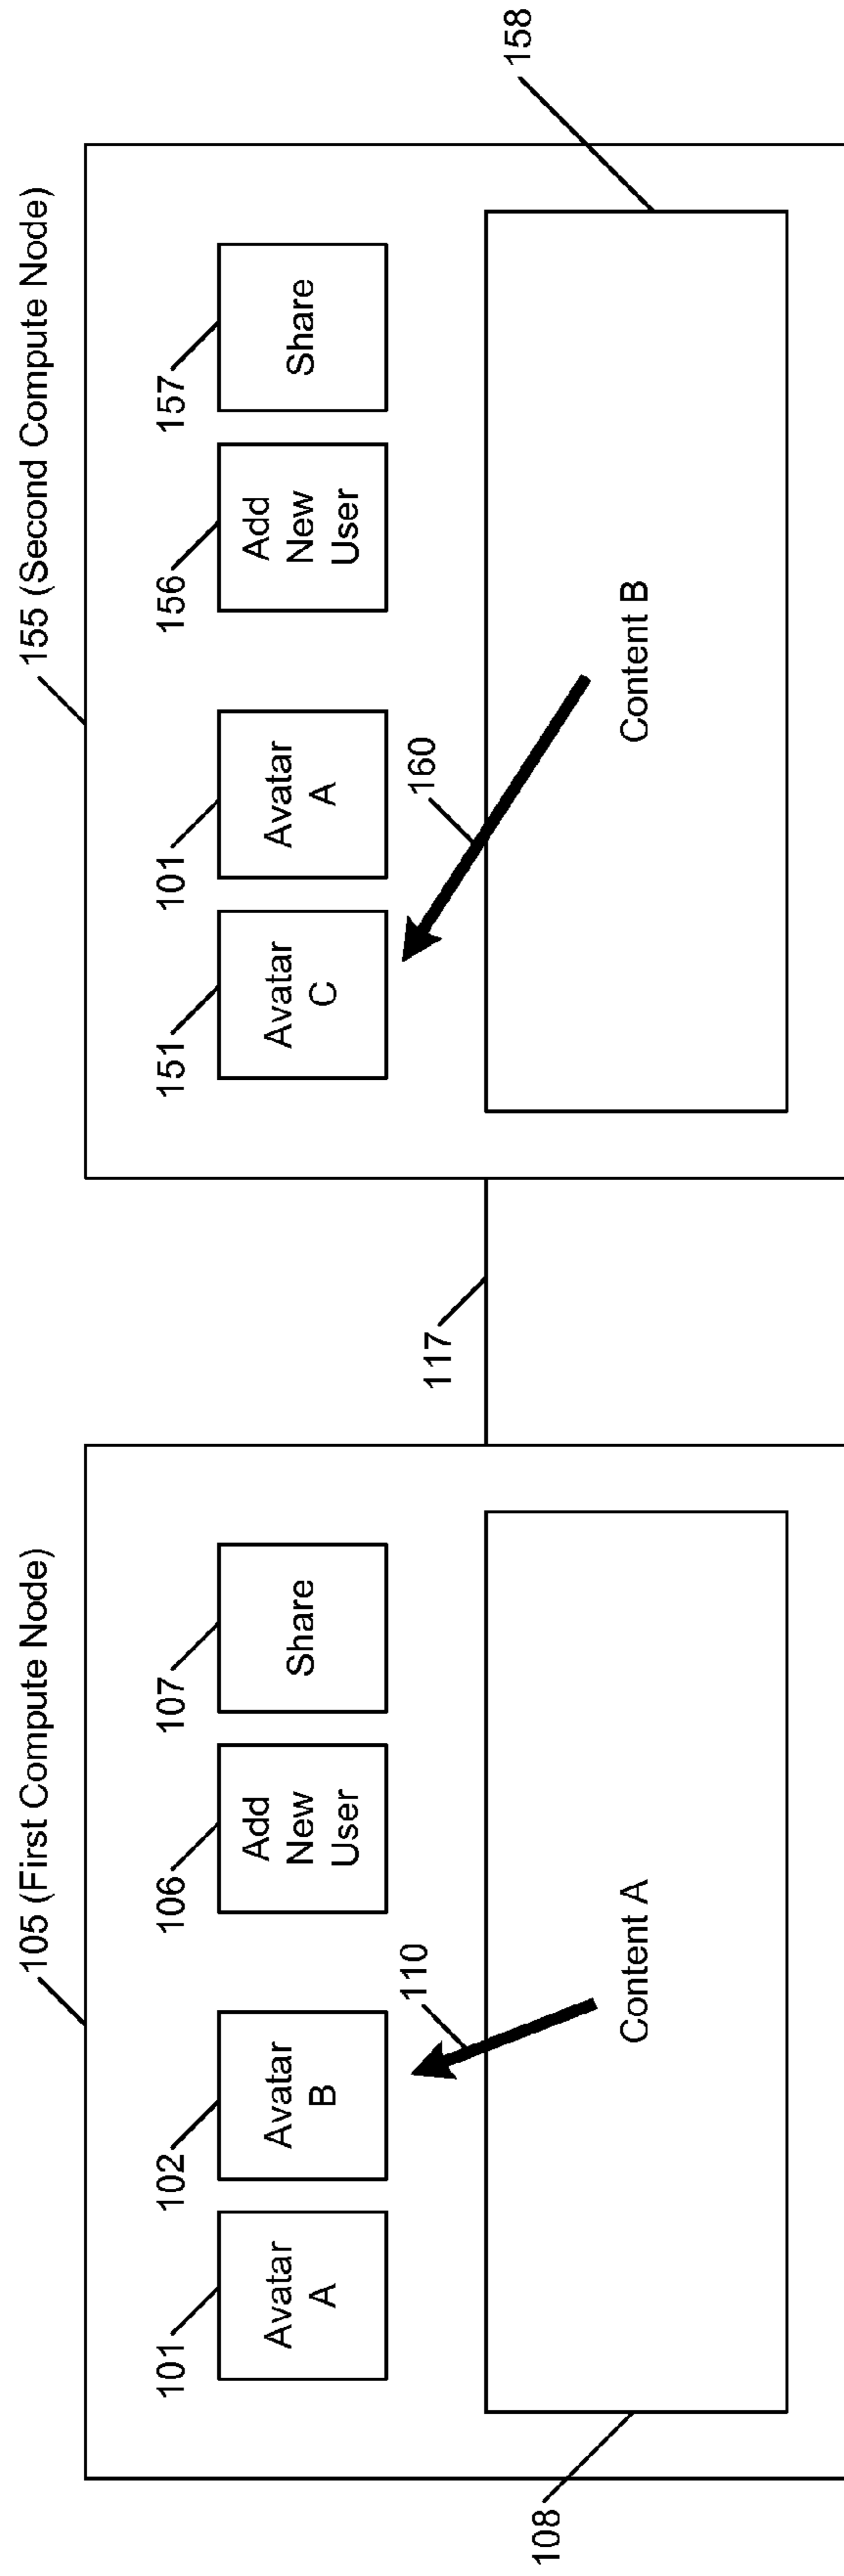 105 (First Compute Node)
101
102
106
107
Avatar
A
Avatar
B
Add
New
User
Share
110
Content A
108
117
155 (Second Compute Node)
151
101
156
157
Avatar
C
Avatar
A
Add
New
User
Share
160
Content B
158